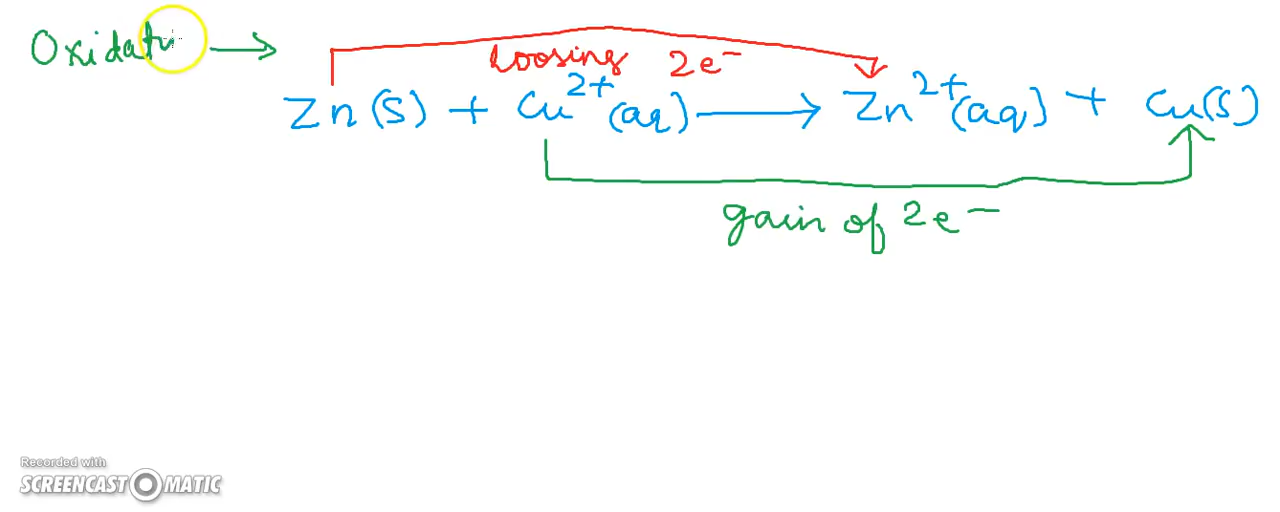 Oxidati →
Loosing 2e⁻
Zn(S) + Cu²⁺(aq) → Zn²⁺(aq) + Cu(S)
gain of 2e⁻
Recorded with
SCREENCAST O MATIC